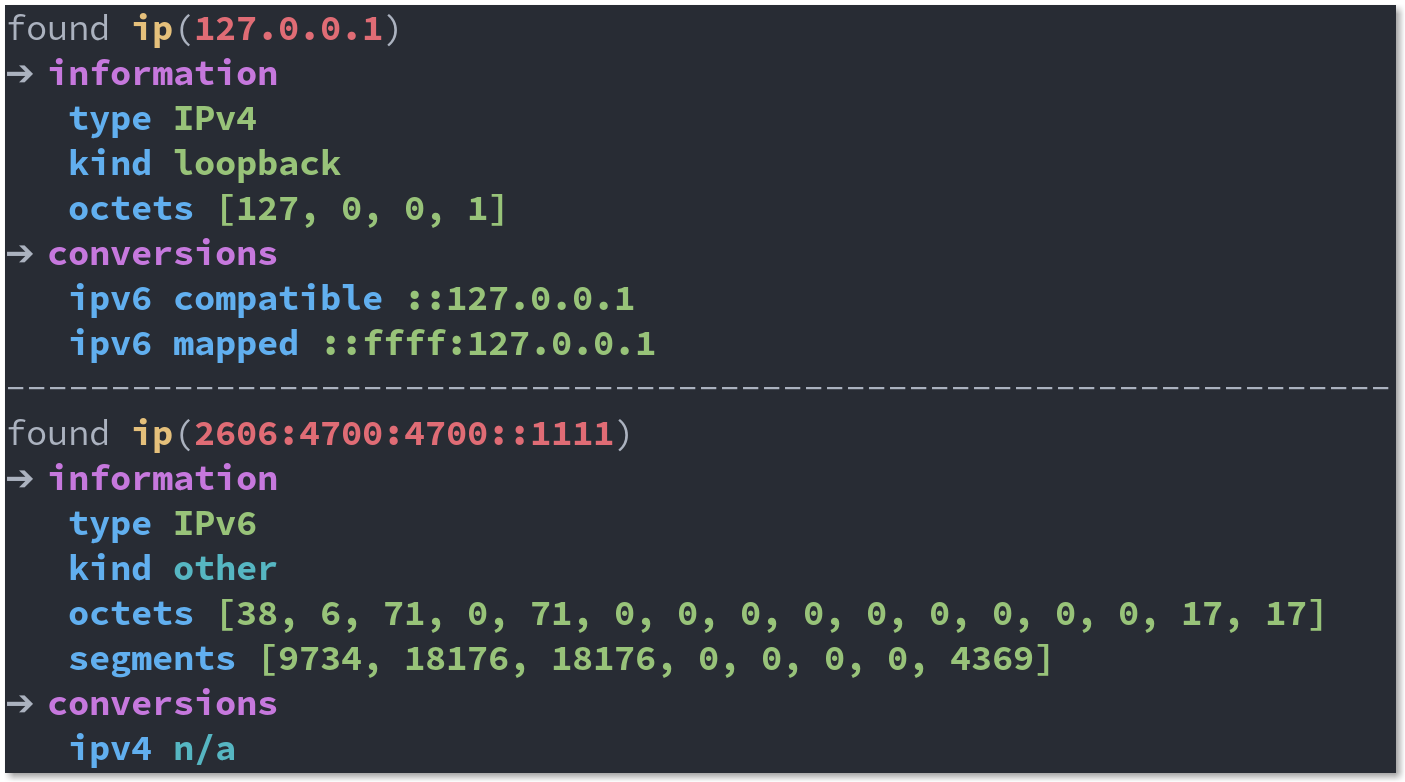 found ip(127.0.0.1)
➔ information
type IPv4
kind loopback
octets [127, 0, 0, 1]
➔ conversions
ipv6 compatible ::127.0.0.1
ipv6 mapped ::ffff:127.0.0.1
------------------------------------------------------------------
found ip(2606:4700:4700::1111)
➔ information
type IPv6
kind other
octets [38, 6, 71, 0, 71, 0, 0, 0, 0, 0, 0, 0, 0, 0, 17, 17]
segments [9734, 18176, 18176, 0, 0, 0, 0, 4369]
➔ conversions
ipv4 n/a